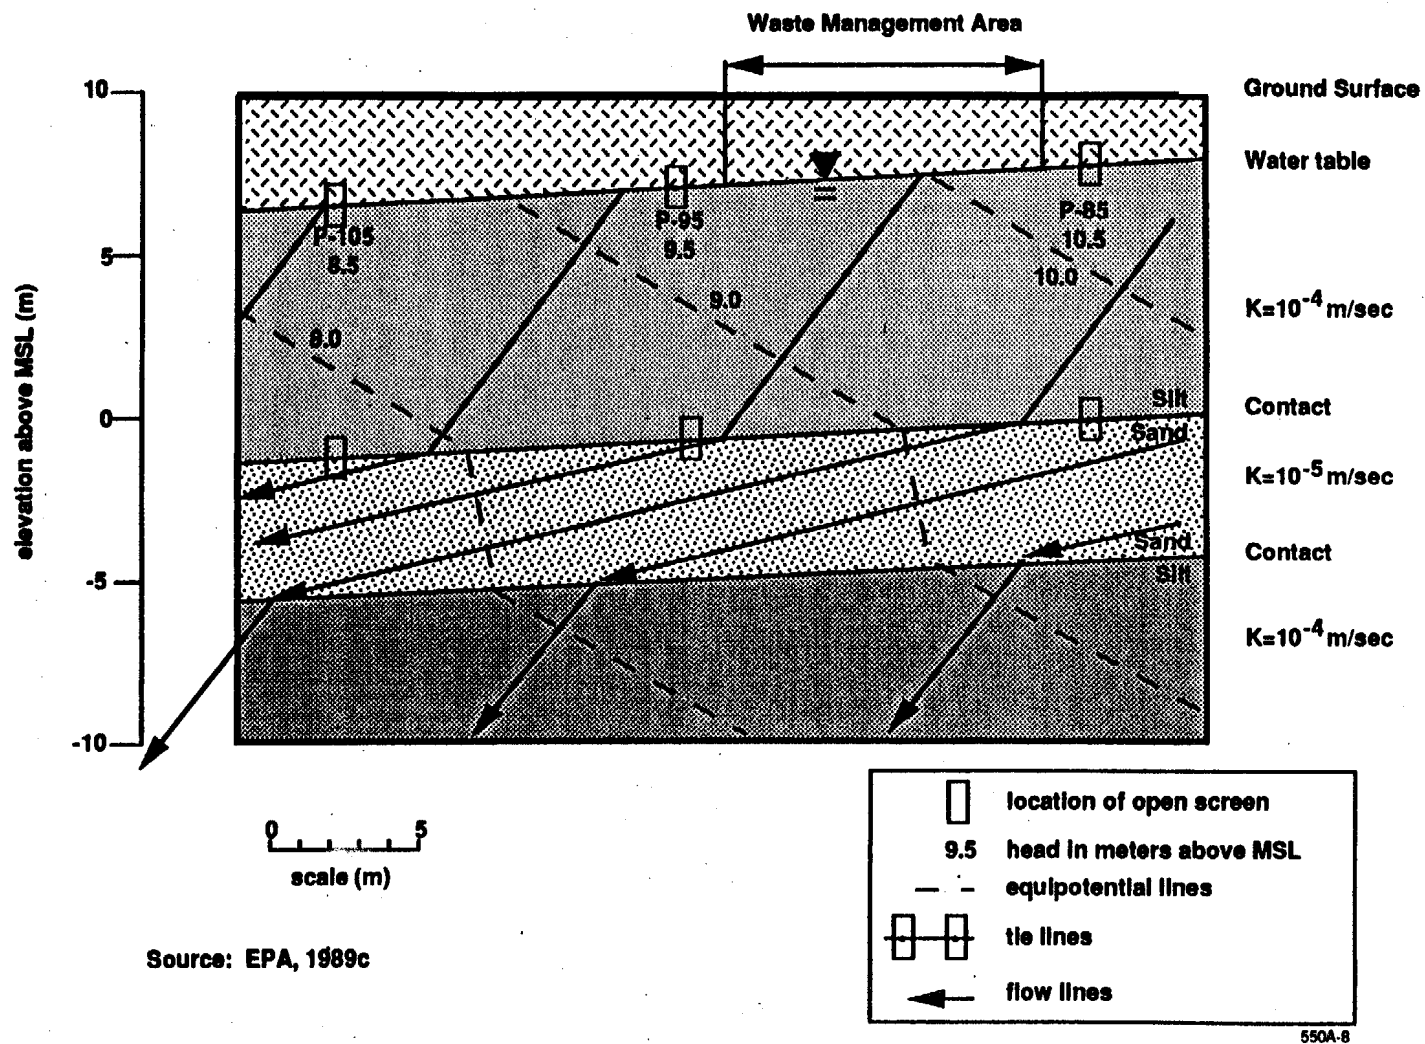 Waste Management Area
10
Ground Surface
Water table
P-105
8.5
P-95
9.5
P-85
10.5
10.0
9.0
8.0
5
elevation above MSL (m)
K=10-4 m/sec
0
Silt
Sand
Contact
K=10-5 m/sec
Sand
Silt
Contact
-5
K=10-4 m/sec
-10
0 5
scale (m)
location of open screen
9.5 head in meters above MSL
equipotential lines
tie lines
flow lines
Source: EPA, 1989c
550A-8